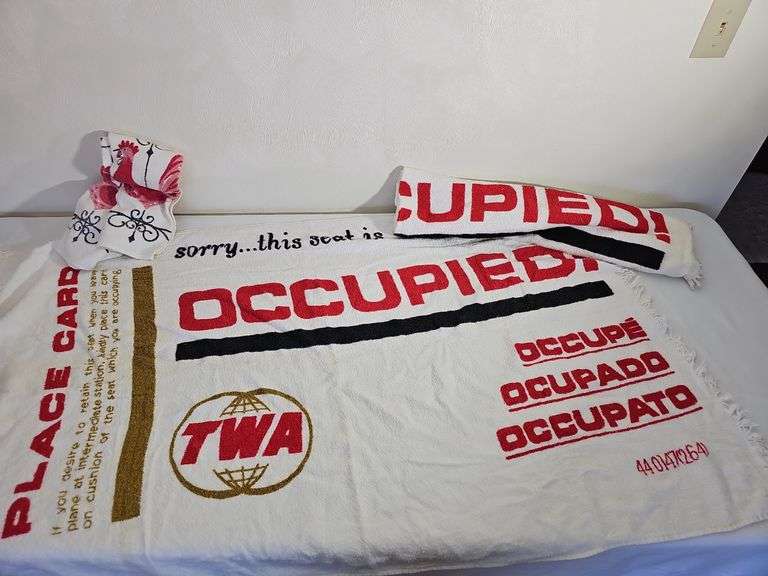 sorry...this seat is
CUPIED!
OCCUPIED!
OCCUPÉ
OCUPADO
OCCUPATO
TWA
PLACE CARD
If you desire to retain this seat when you leave
plane at intermediate station, kindly place this card
on cushion of the seat which you are occupying